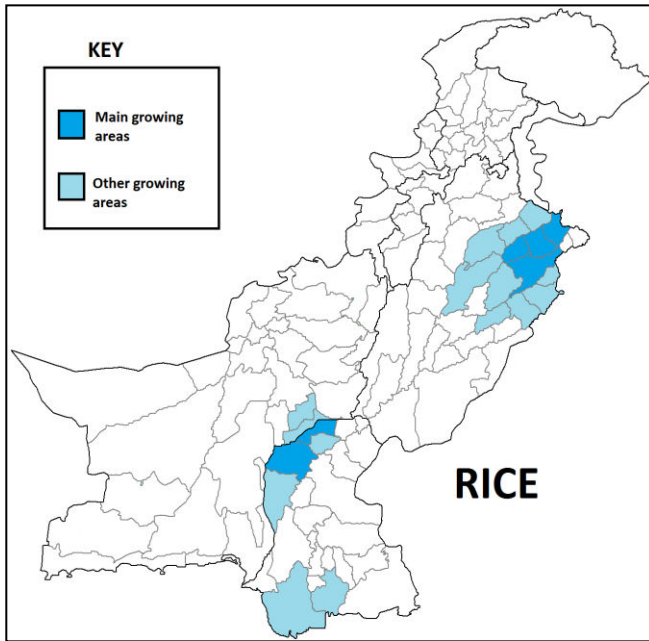 KEY
Main growing
areas
Other growing
areas
RICE